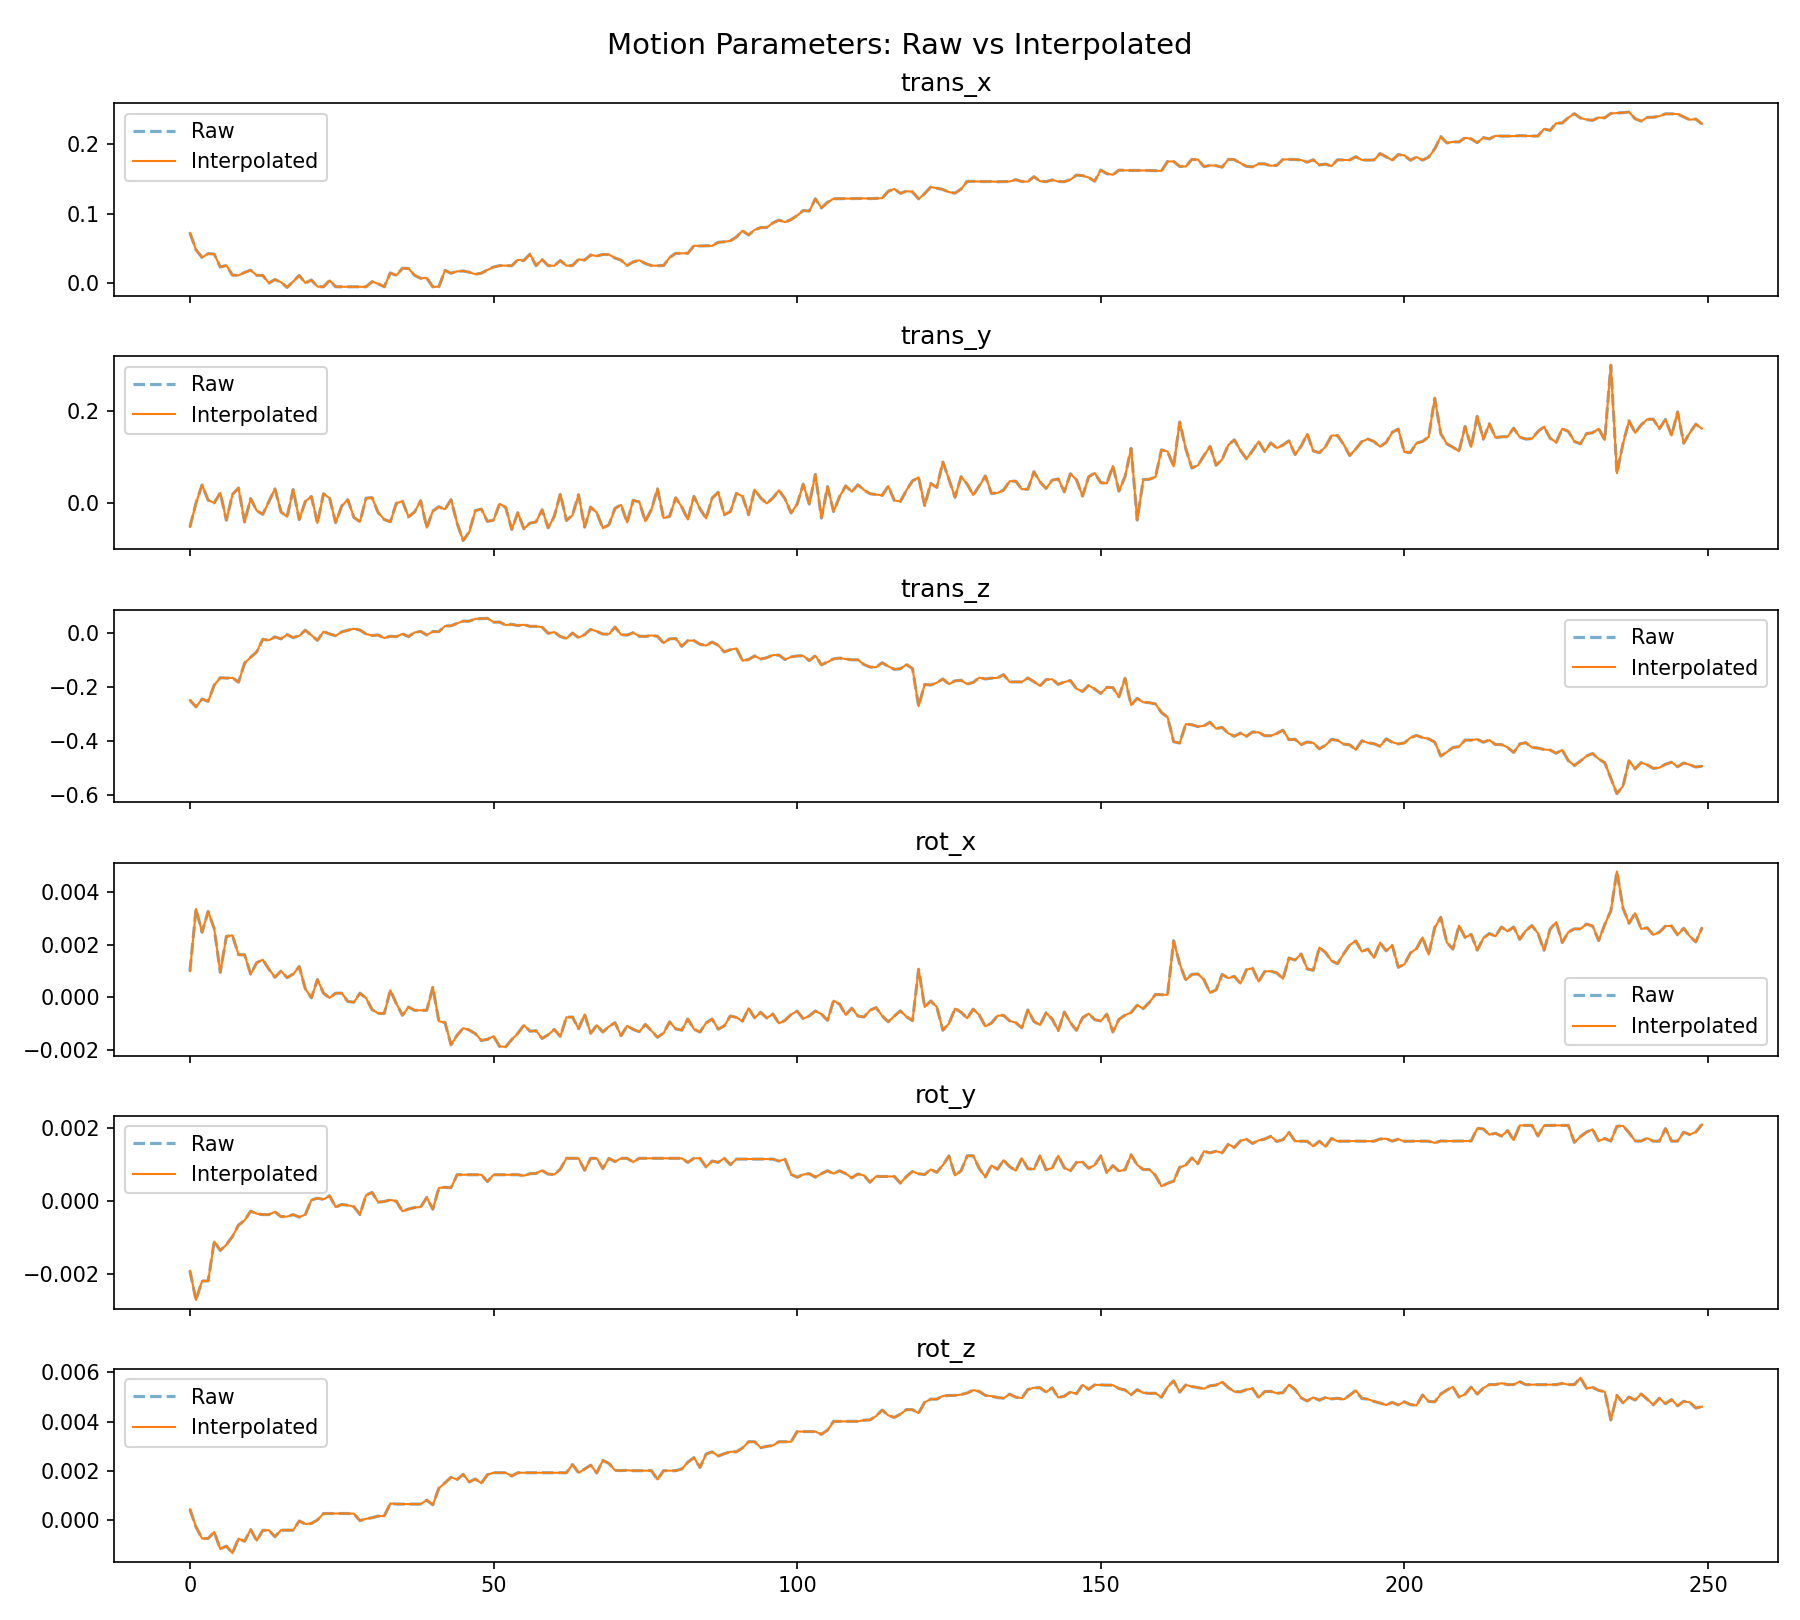 Motion Parameters: Raw vs Interpolated
trans_x
Raw
Interpolated
0.2
0.1
0.0
trans_y
Raw
Interpolated
0.2
0.0
trans_z
Raw
Interpolated
0.0
−0.2
−0.4
−0.6
rot_x
0.004
0.002
0.000
−0.002
Raw
Interpolated
rot_y
Raw
Interpolated
0.002
0.000
−0.002
rot_z
Raw
Interpolated
0.006
0.004
0.002
0.000
0 50 100 150 200 250